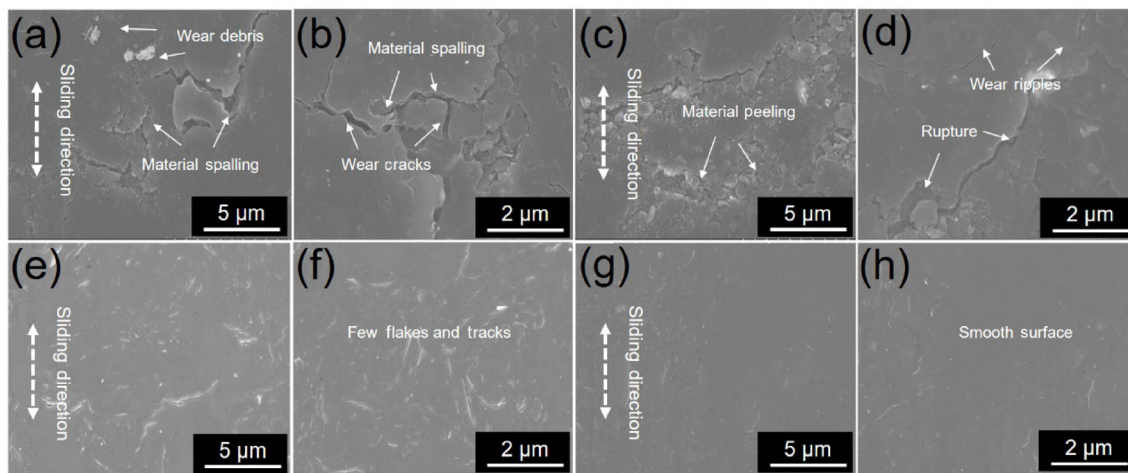 (a)
Wear debris
Sliding direction
Material spalling
5 µm
(b)
Material spalling
Wear cracks
2 µm
(c)
Sliding direction
Material peeling
5 µm
(d)
Wear ripples
Rupture
2 µm
(e)
Sliding direction
5 µm
(f)
Few flakes and tracks
2 µm
(g)
Sliding direction
5 µm
(h)
Smooth surface
2 µm